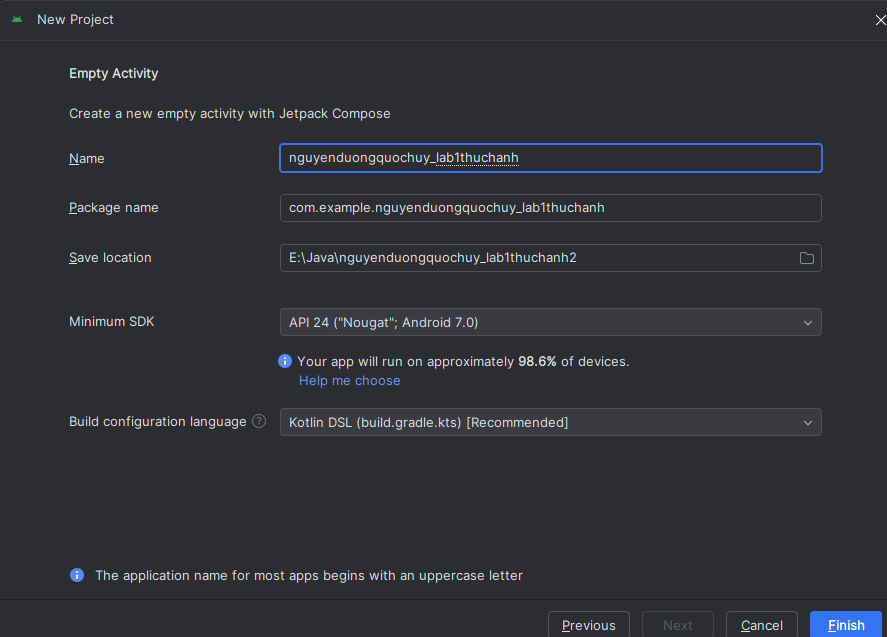 New Project
Empty Activity
Create a new empty activity with Jetpack Compose
Name nguyenduongquochuy_lab1thuchanh
Package name com.example.nguyenduongquochuy_lab1thuchanh
Save location E:\Java\nguyenduongquochuy_lab1thuchanh2
Minimum SDK API 24 ("Nougat"; Android 7.0)
Your app will run on approximately 98.6% of devices.
Help me choose
Build configuration language ? Kotlin DSL (build.gradle.kts) [Recommended]
The application name for most apps begins with an uppercase letter
Previous Next Cancel Finish